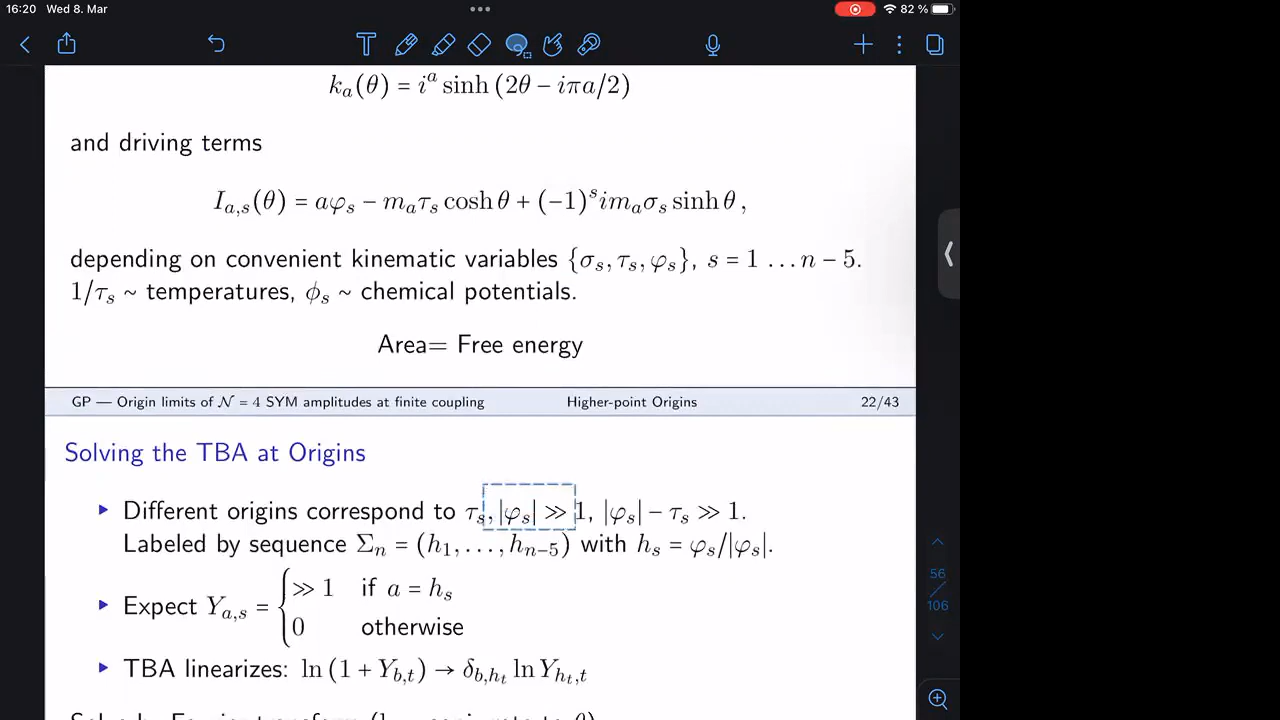 16:20 Wed 8. Mar
82 %
k_a(θ) = i^a sinh (2θ − iπa/2)
and driving terms
I_{a,s}(θ) = aφ_s − m_aτ_s cosh θ + (−1)^s im_aσ_s sinh θ ,
depending on convenient kinematic variables {σ_s, τ_s, φ_s}, s = 1 … n − 5.
1/τ_s ~ temperatures, ϕ_s ~ chemical potentials.
Area= Free energy
GP — Origin limits of 𝒩 = 4 SYM amplitudes at finite coupling Higher-point Origins 22/43
Solving the TBA at Origins
▸ Different origins correspond to τ_s, |φ_s| ≫ 1, |φ_s| − τ_s ≫ 1.
Labeled by sequence Σ_n = (h_1, …, h_{n−5}) with h_s = φ_s/|φ_s|.
▸ Expect Y_{a,s} = { ≫ 1 if a = h_s
0 otherwise
▸ TBA linearizes: ln (1 + Y_{b,t}) → δ_{b,h_t} ln Y_{h_t,t}
56
106